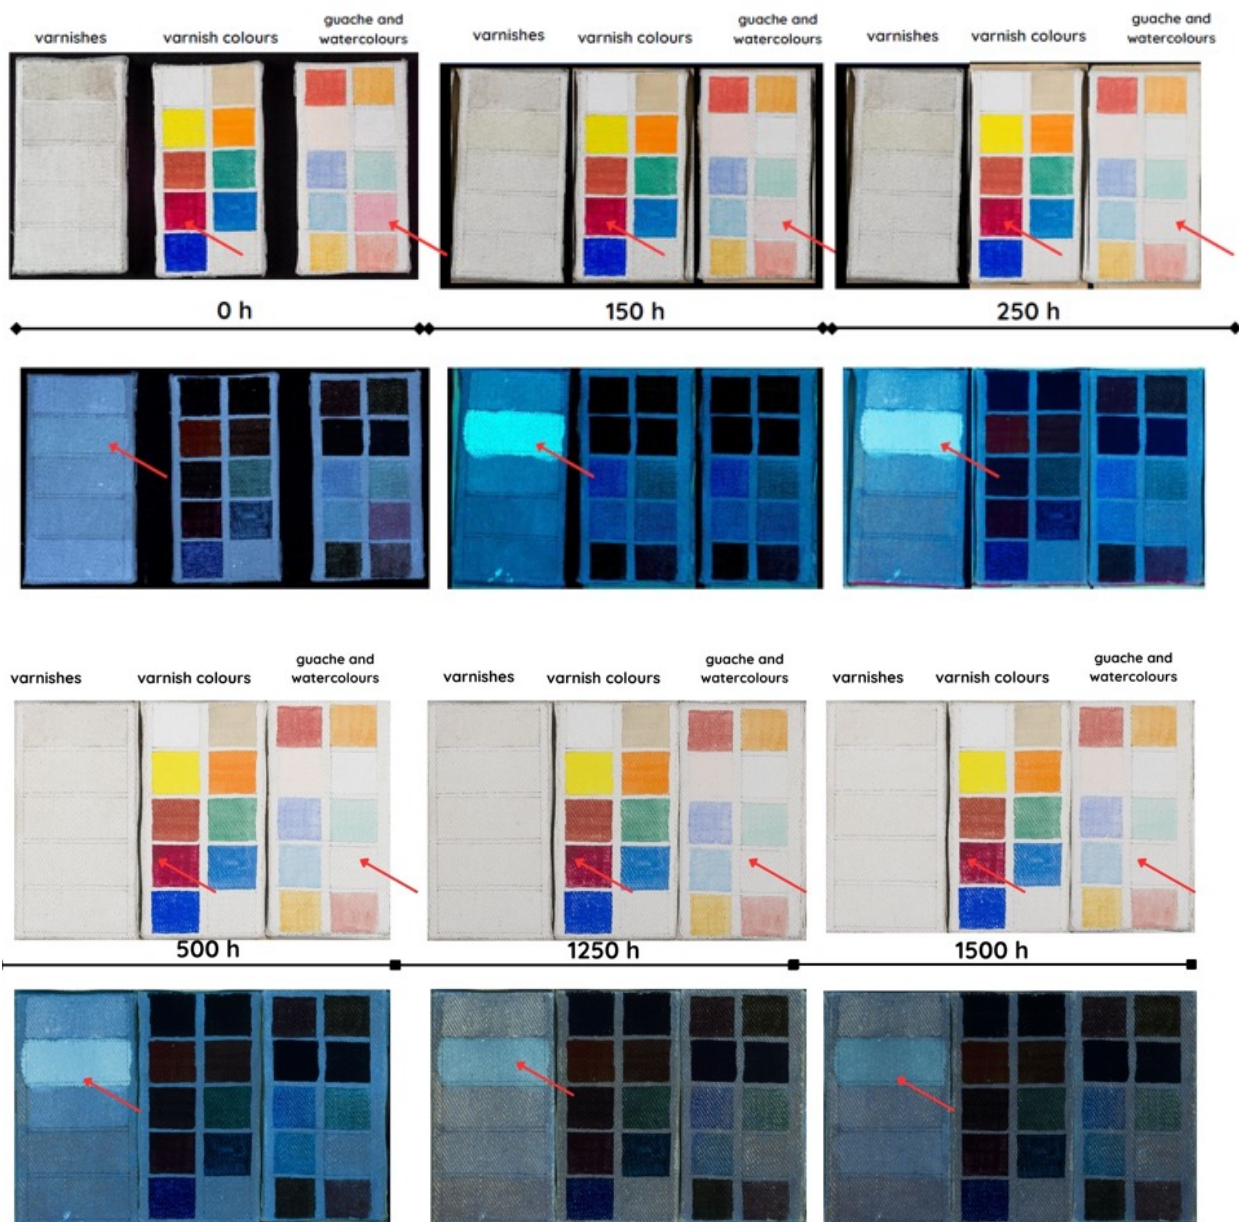 varnishes
varnish colours
guache and
watercolours
varnishes
varnish colours
guache and
watercolours
varnishes
varnish colours
guache and
watercolours
0 h
150 h
250 h
varnishes
varnish colours
guache and
watercolours
varnishes
varnish colours
guache and
watercolours
varnishes
varnish colours
guache and
watercolours
500 h
1250 h
1500 h